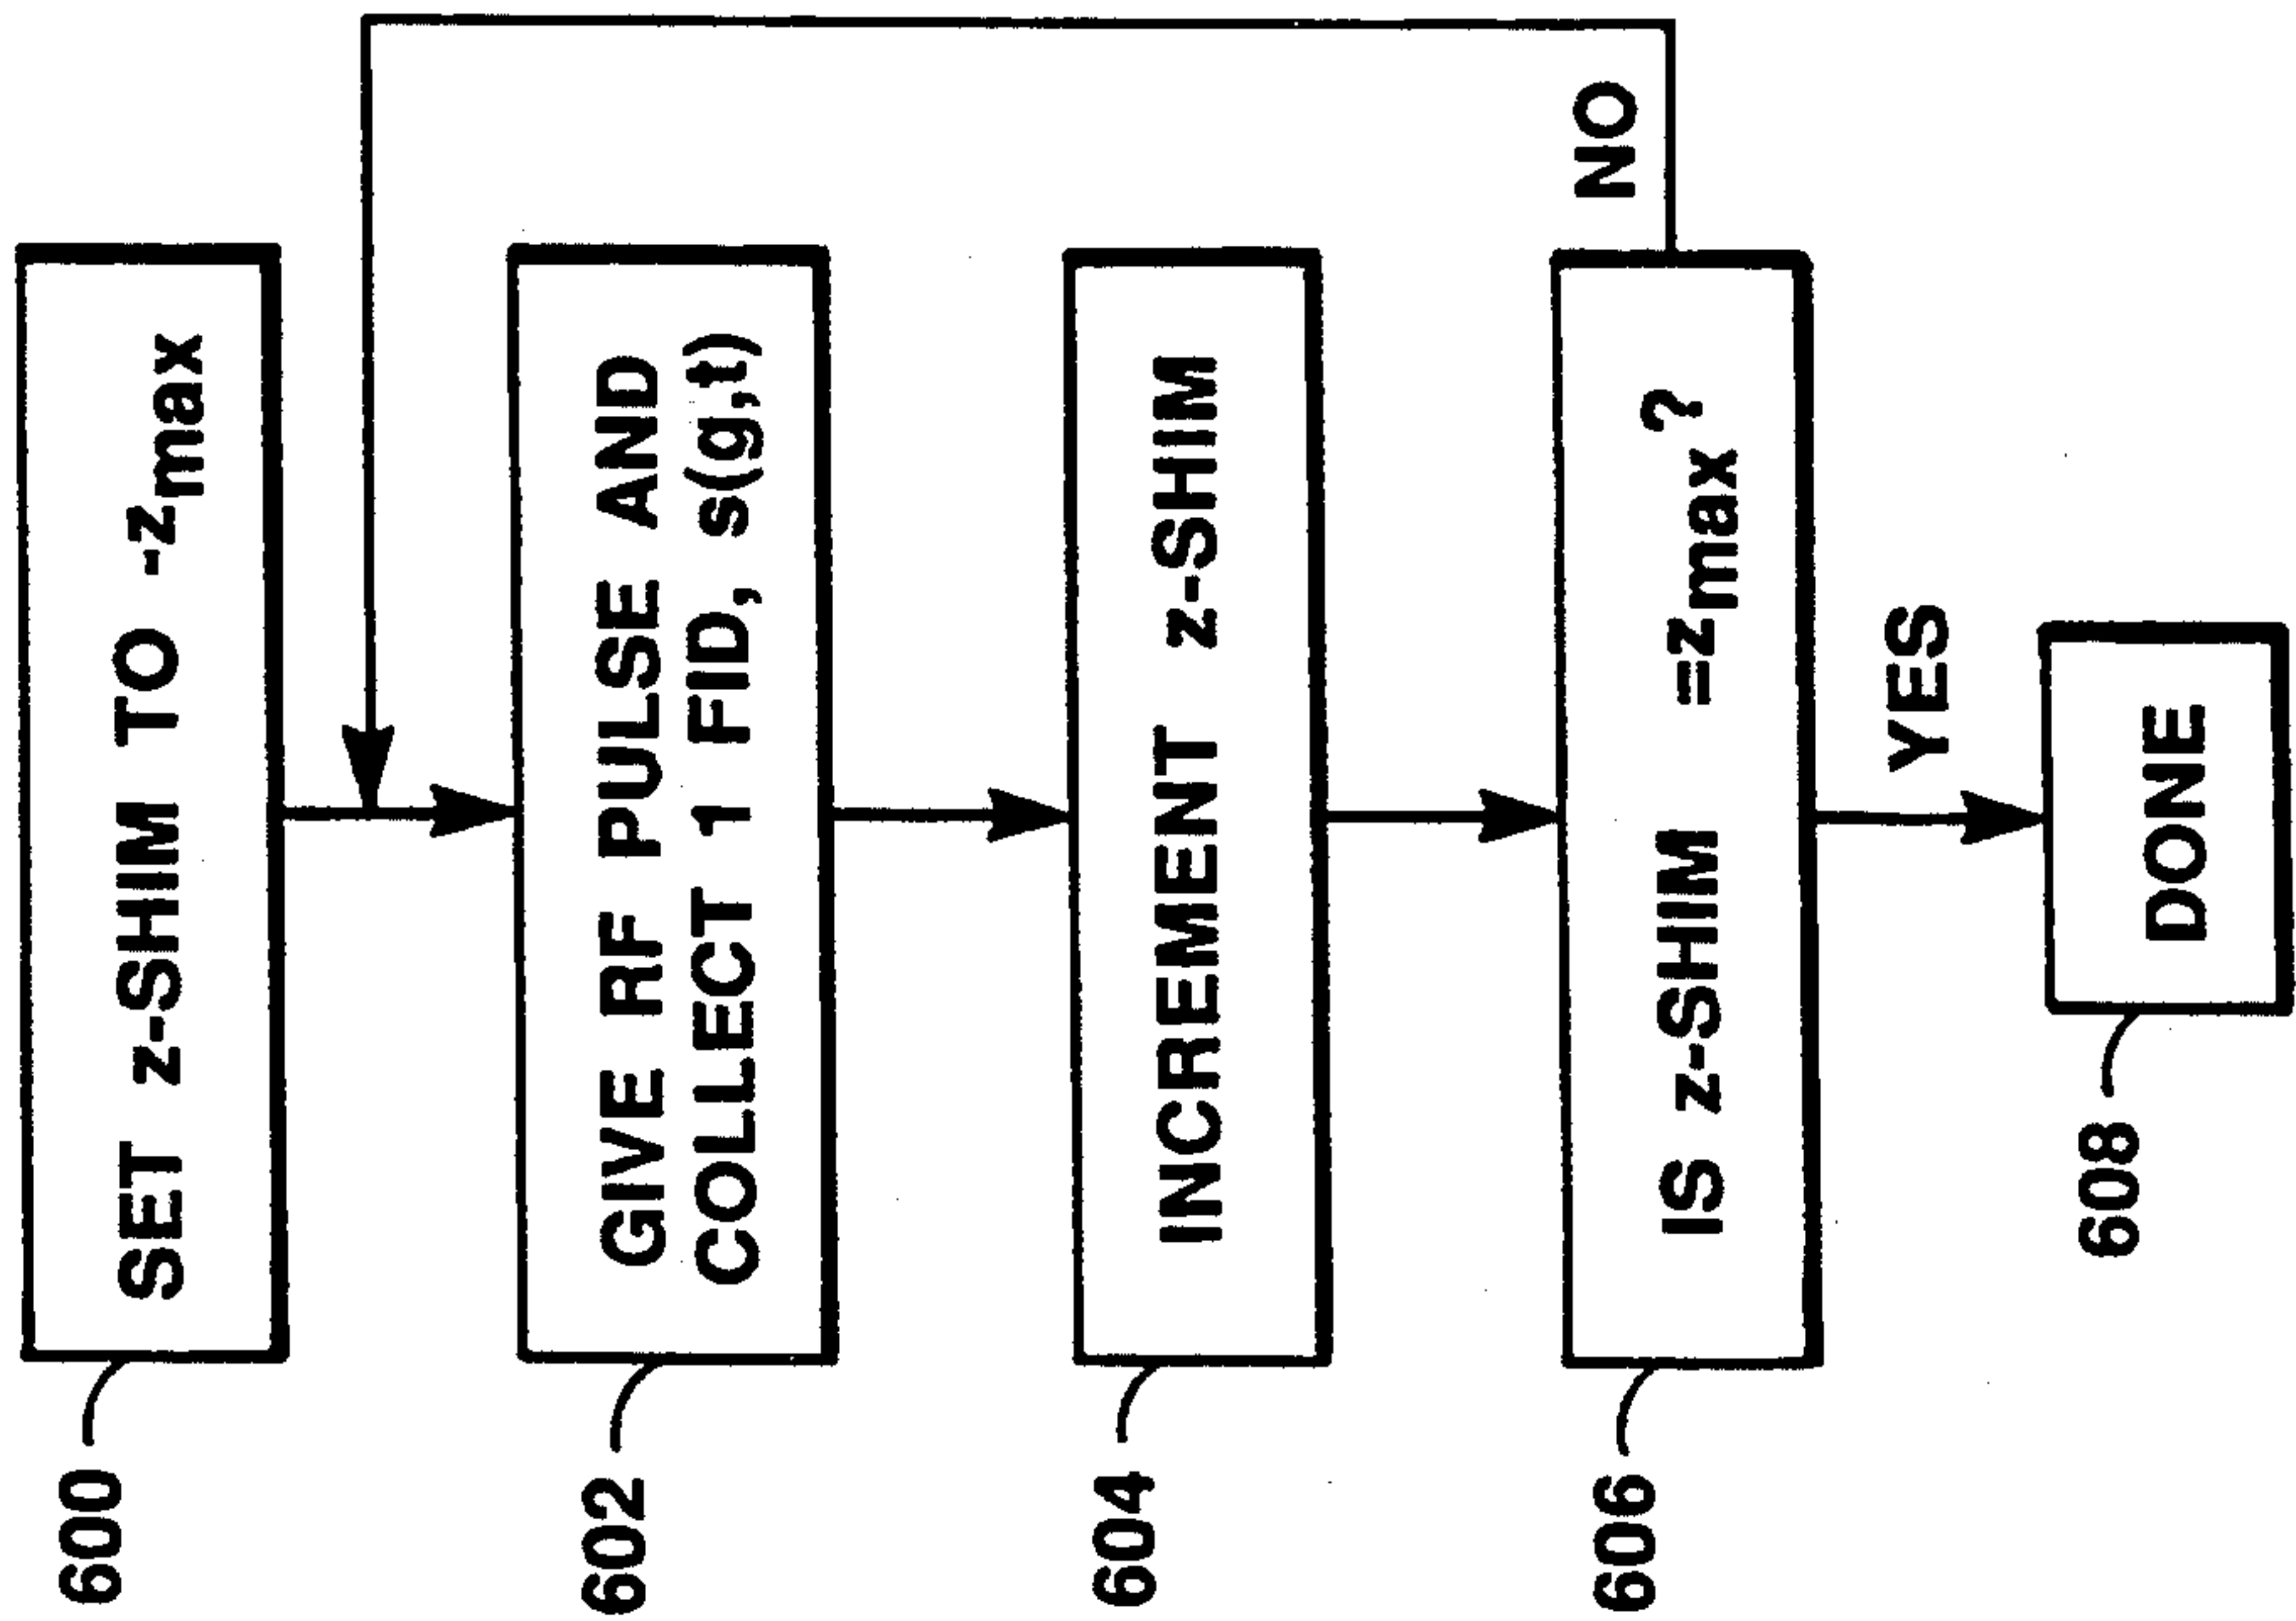 600
SET z-SHIM TO -zmax
602
GIVE RF PULSE AND
COLLECT 1 FID, s(g,t)
604
INCREMENT z-SHIM
606
IS z-SHIM =zmax ?
NO
YES
608
DONE